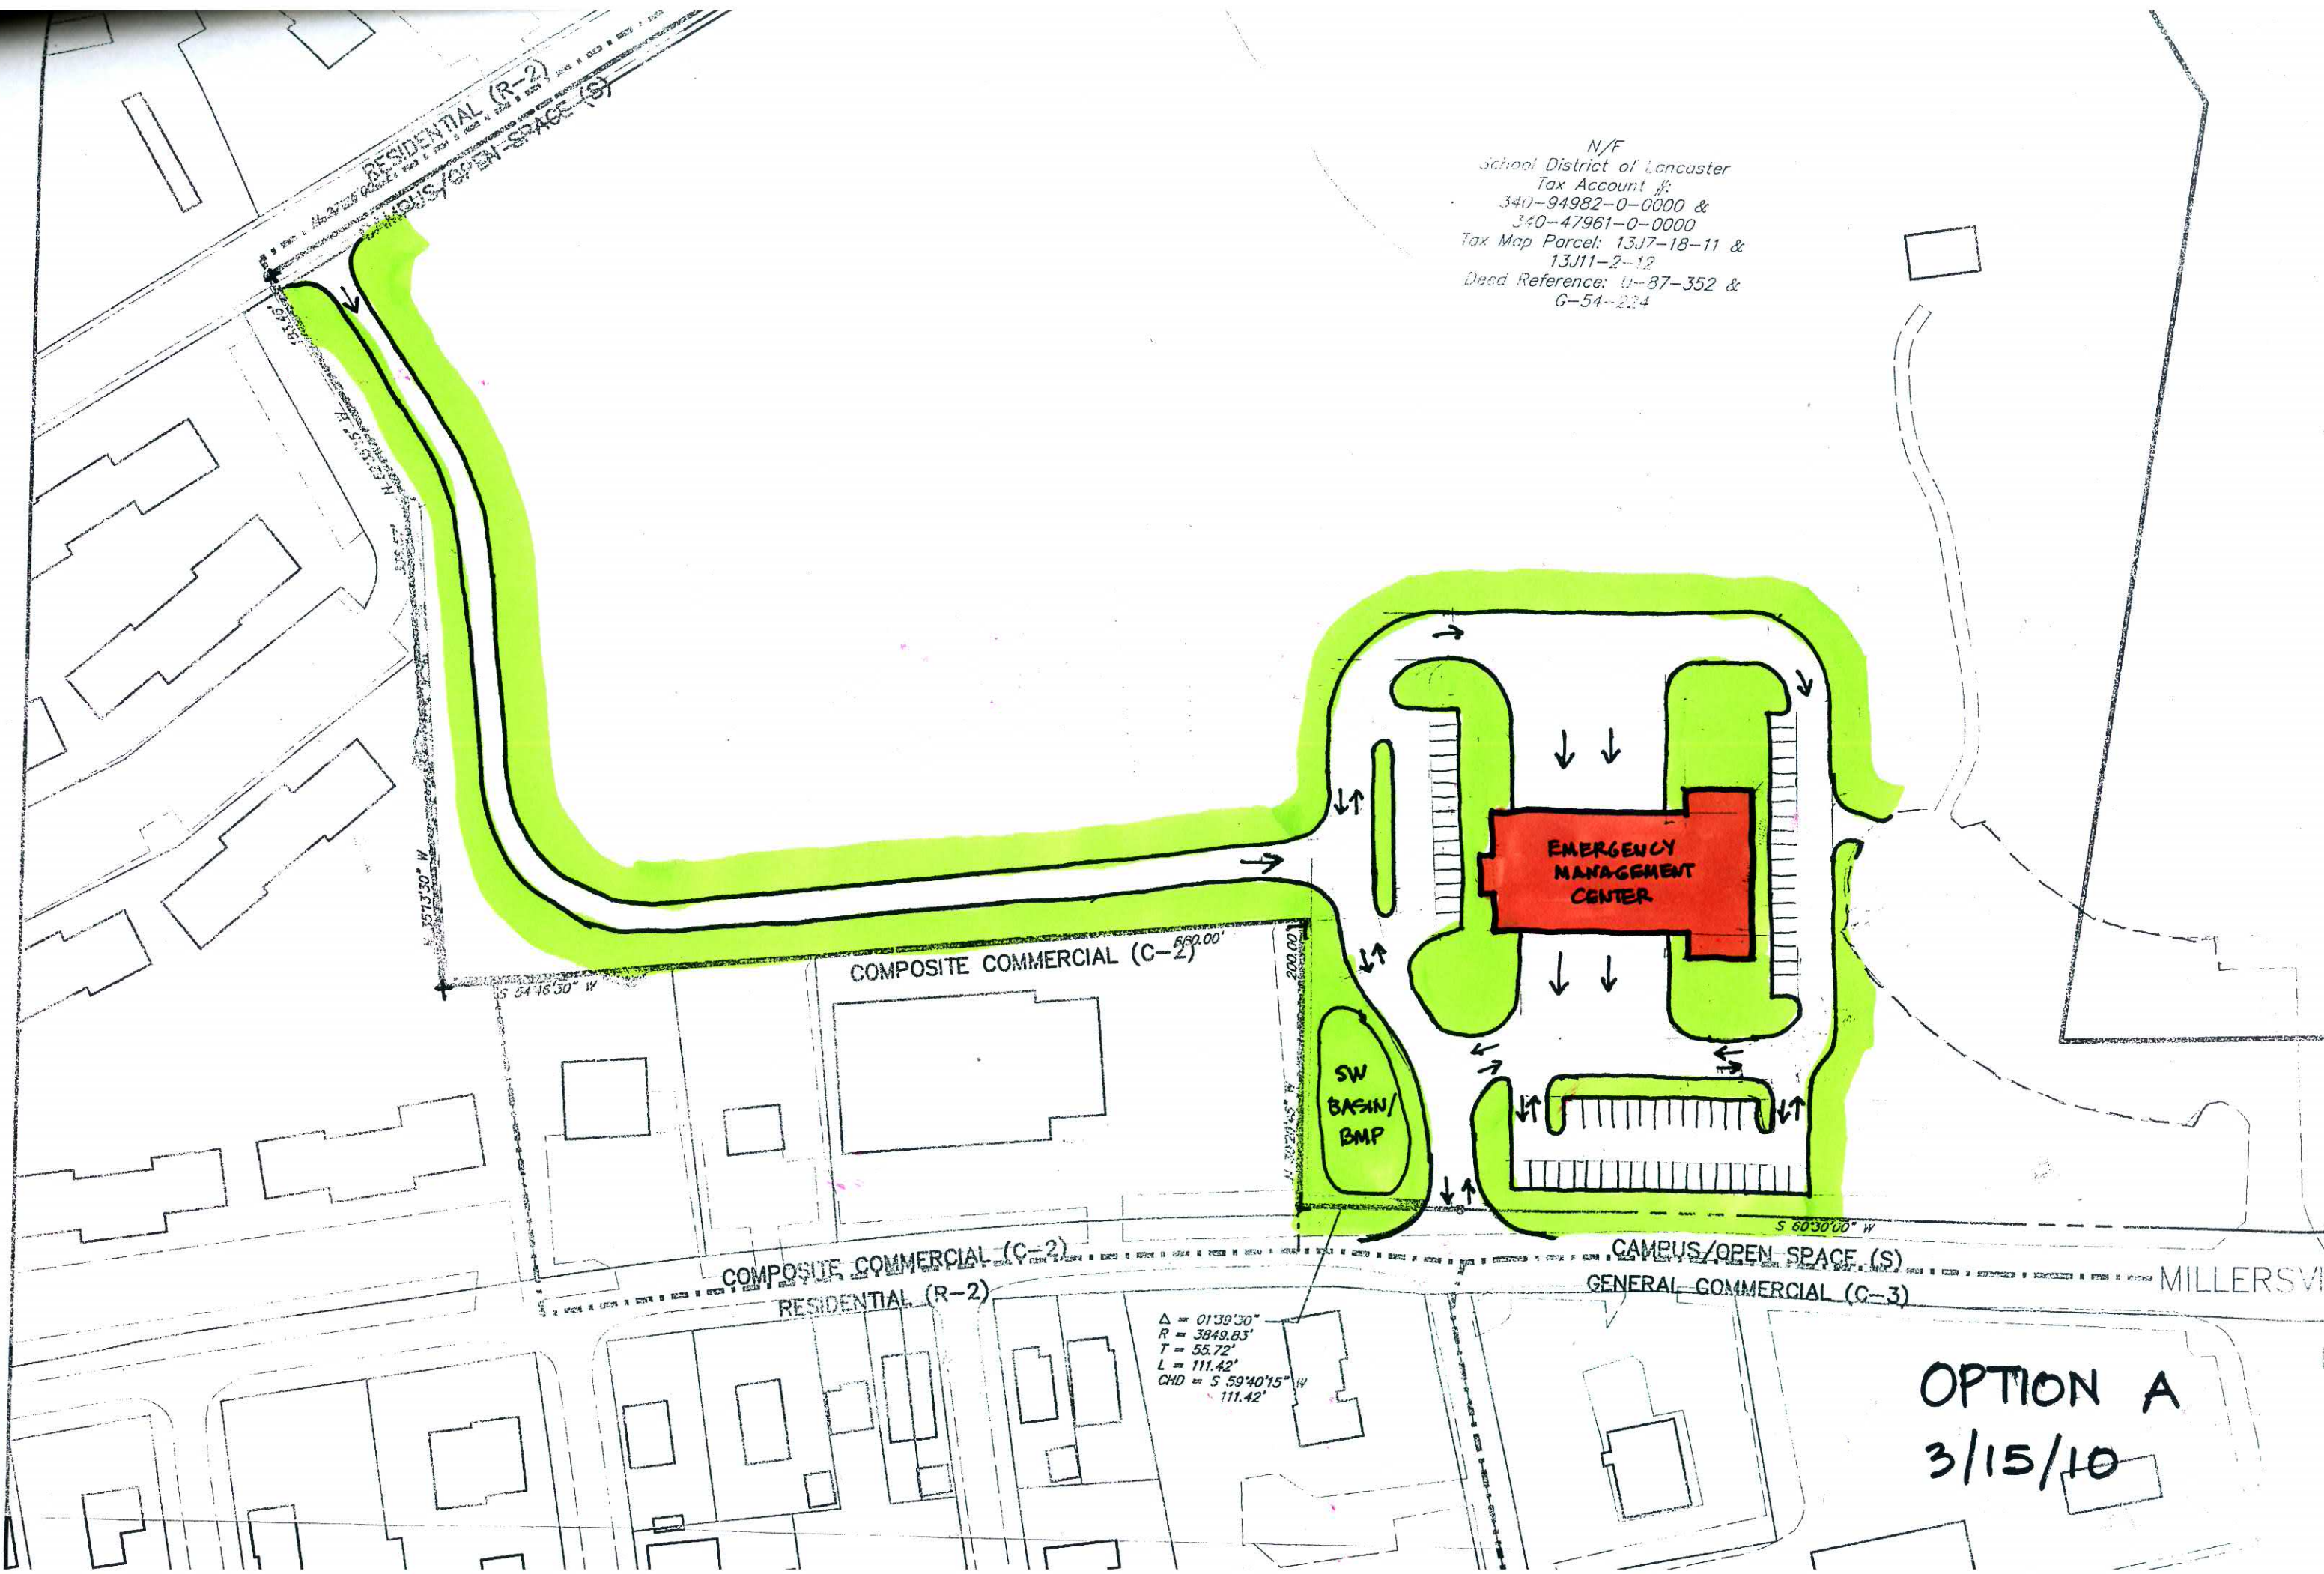 RESIDENTIAL (R-2)
CAMPUS/OPEN SPACE (S)
N/F
School District of Lancaster
Tax Account #:
340-94982-0-0000 &
340-47961-0-0000
Tax Map Parcel: 13J7-18-11 &
13J11-2-12
Deed Reference: U-87-352 &
G-54-224
EMERGENCY
MANAGEMENT
CENTER
COMPOSITE COMMERCIAL (C-2)
660.00'
200.00'
S 54°46'30" W
SW
BASIN/
BMP
S 60°30'00" W
COMPOSITE COMMERCIAL (C-2)
RESIDENTIAL (R-2)
CAMPUS/OPEN SPACE (S)
GENERAL COMMERCIAL (C-3)
MILLERSVI
Δ = 01°39'30"
R = 3849.83'
T = 55.72'
L = 111.42'
CHD = S 59°40'15" W
111.42'
OPTION A
3/15/10